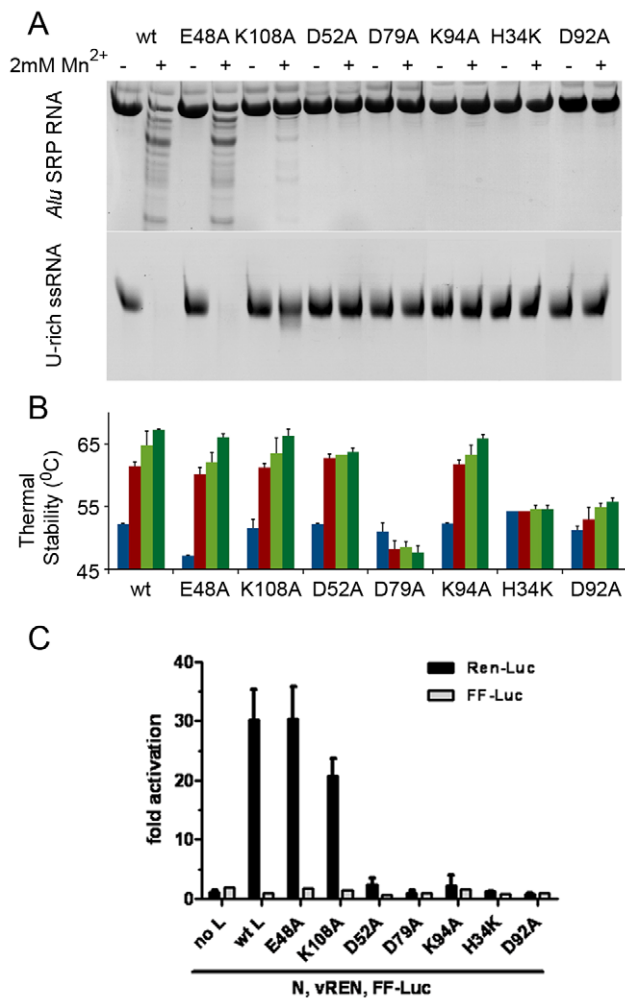 A
wt E48A K108A D52A D79A K94A H34K D92A
2mM Mn2+ - + - + - + - + - + - + - + - +
Alu SRP RNA
U-rich ssRNA
B
Thermal
Stability (0C)
65
55
45
wt E48A K108A D52A D79A K94A H34K D92A
C
fold activation
40
30
20
10
0
Ren-Luc
FF-Luc
no L wt L E48A K108A D52A D79A K94A H34K D92A
N, vREN, FF-Luc